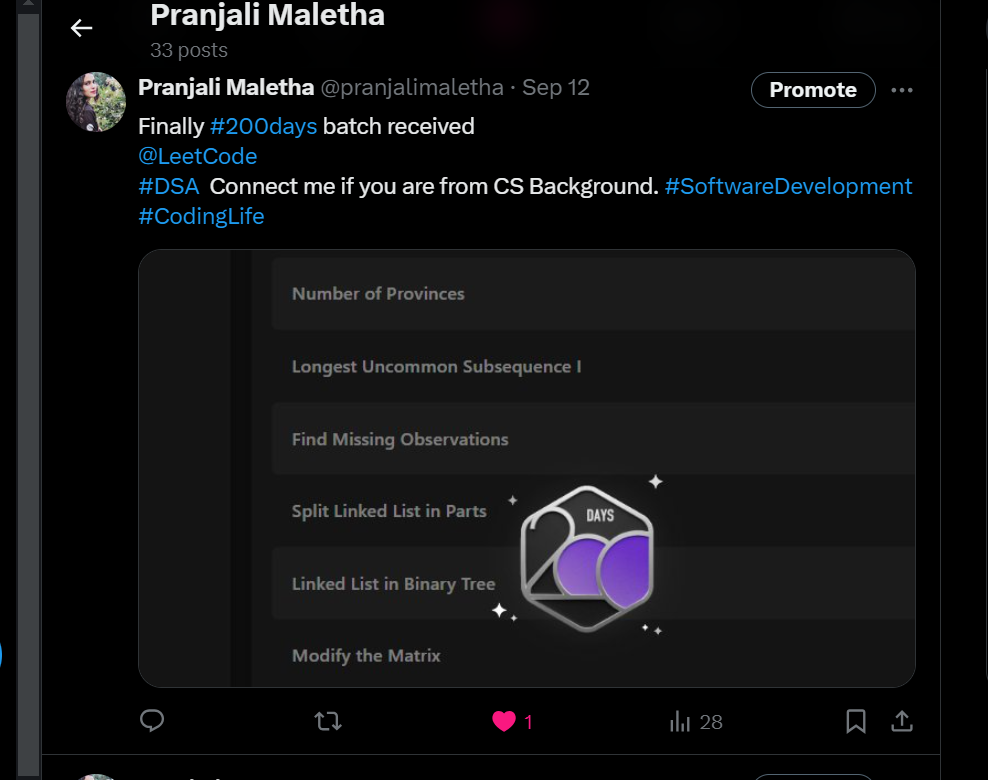 Pranjali Maletha
33 posts
Pranjali Maletha @pranjalimaletha · Sep 12
Promote
Finally #200days batch received
@LeetCode
#DSA Connect me if you are from CS Background. #SoftwareDevelopment
#CodingLife
Number of Provinces
Longest Uncommon Subsequence I
Find Missing Observations
Split Linked List in Parts
DAYS
200
Linked List in Binary Tree
Modify the Matrix
1
28